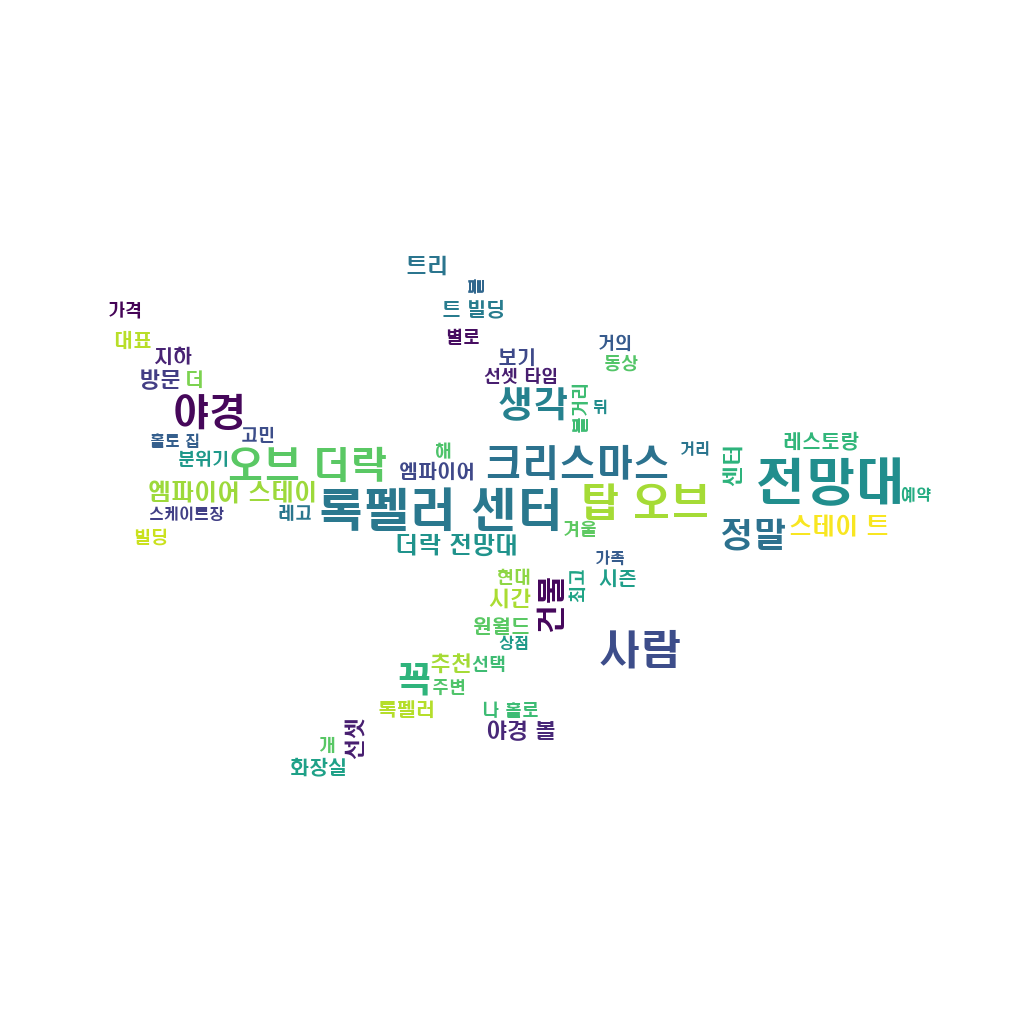 트리
뾸
가격
트 빌딩
대표
별로
거의
지하
보기
동상
방문 더
선셋 타임
야경
생각
볼거리
뒤
홀로 집
고민
거리
분위기
오브 더락
해
엠파이어
크리스마스
센터
레스토랑
전망대
예약
엠파이어 스테이
스케이트장
레고
록펠러 센터
탑 오브
겨울
정말
스테이 트
빌딩
더락 전망대
가족
현대
최고
시즌
시간
건물
원월드
상점
사람
꼭
추천
선택
주변
록펠러
나 홀로
선셋
야경 볼
개
화장실